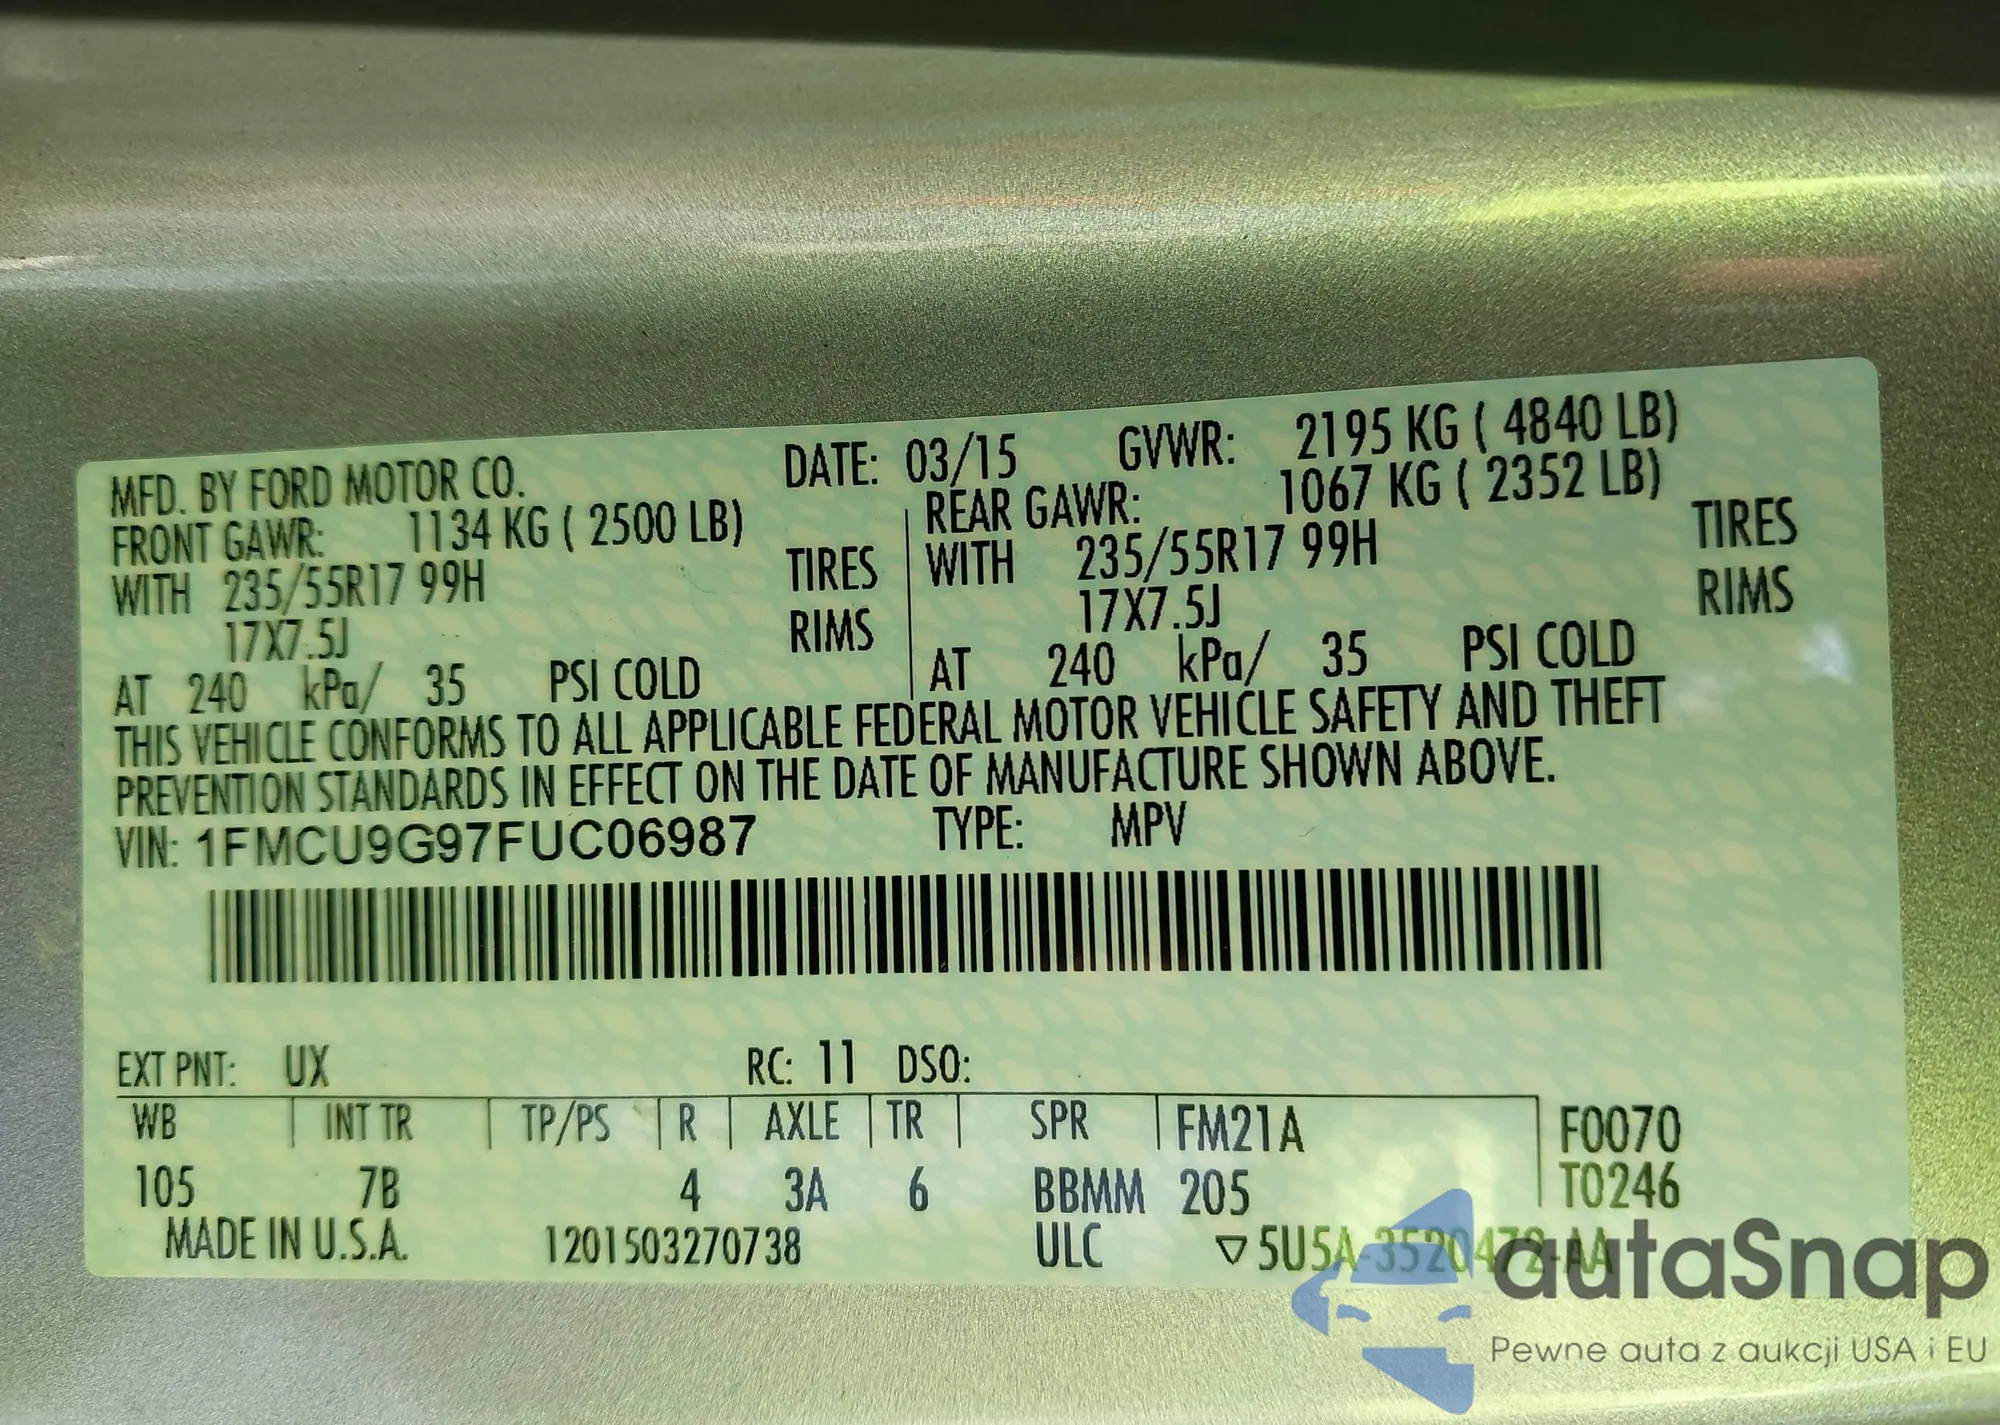 MFD. BY FORD MOTOR CO. DATE: 03/15 GVWR: 2195 KG ( 4840 LB)
FRONT GAWR: 1134 KG ( 2500 LB) REAR GAWR: 1067 KG ( 2352 LB)
WITH 235/55R17 99H TIRES WITH 235/55R17 99H TIRES
17X7.5J RIMS 17X7.5J RIMS
AT 240 kPa/ 35 PSI COLD AT 240 kPa/ 35 PSI COLD
THIS VEHICLE CONFORMS TO ALL APPLICABLE FEDERAL MOTOR VEHICLE SAFETY AND THEFT
PREVENTION STANDARDS IN EFFECT ON THE DATE OF MANUFACTURE SHOWN ABOVE.
VIN: 1FMCU9G97FUC06987 TYPE: MPV
EXT PNT: UX RC: 11 DSO:
WB INT TR TP/PS R AXLE TR SPR FM21A F0070
105 7B 4 3A 6 BBMM 205 T0246
MADE IN U.S.A. 1201503270738 ULC ▽5U5A-3520472-AA
autaSnap
Pewne auta z aukcji USA i EU